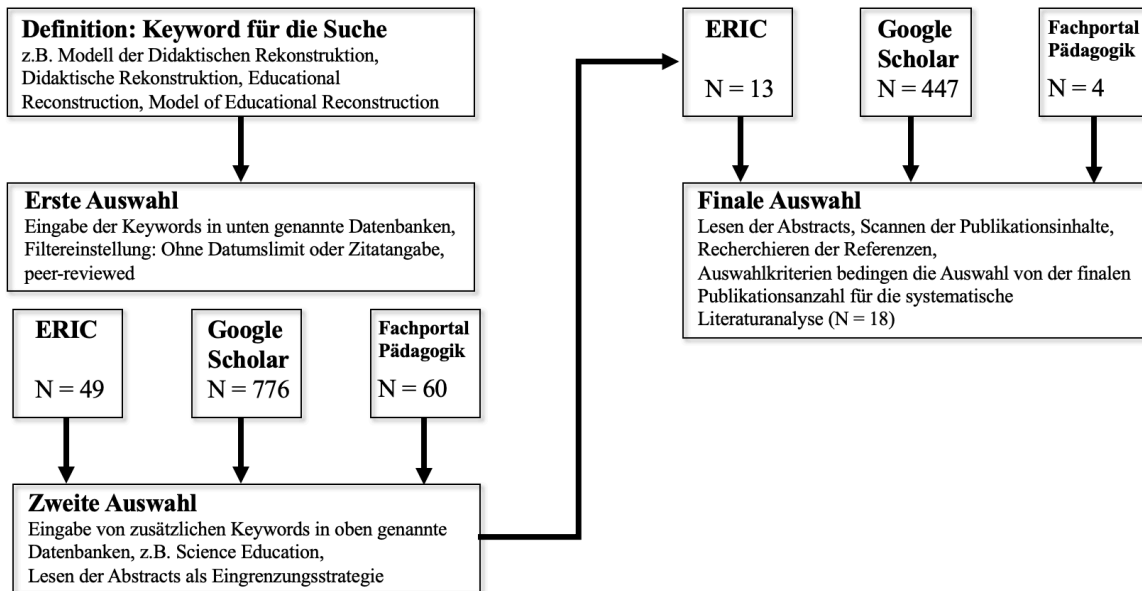 Definition: Keyword für die Suche
z.B. Modell der Didaktischen Rekonstruktion,
Didaktische Rekonstruktion, Educational
Reconstruction, Model of Educational Reconstruction
Erste Auswahl
Eingabe der Keywords in unten genannte Datenbanken,
Filtereinstellung: Ohne Datumslimit oder Zitatangabe,
peer-reviewed
ERIC
N = 49
Google
Scholar
N = 776
Fachportal
Pädagogik
N = 60
Zweite Auswahl
Eingabe von zusätzlichen Keywords in oben genannte
Datenbanken, z.B. Science Education,
Lesen der Abstracts als Eingrenzungsstrategie
ERIC
N = 13
Google
Scholar
N = 447
Fachportal
Pädagogik
N = 4
Finale Auswahl
Lesen der Abstracts, Scannen der Publikationsinhalte,
Recherchieren der Referenzen,
Auswahlkriterien bedingen die Auswahl von der finalen
Publikationsanzahl für die systematische
Literaturanalyse (N = 18)